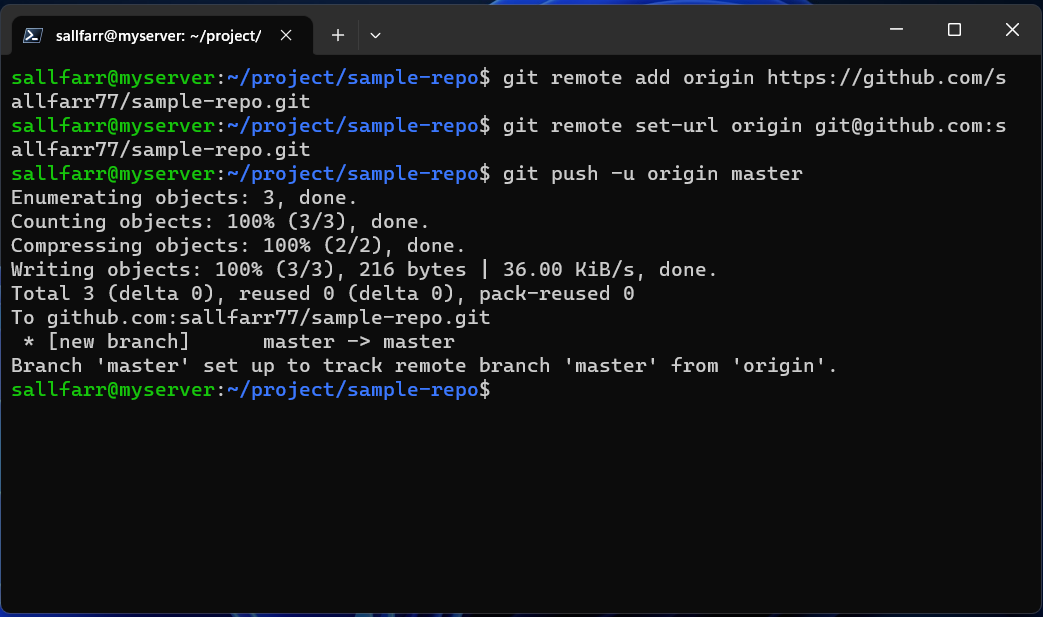 sallfarr@myserver: ~/project/
sallfarr@myserver:~/project/sample-repo$ git remote add origin https://github.com/s
allfarr77/sample-repo.git
sallfarr@myserver:~/project/sample-repo$ git remote set-url origin git@github.com:s
allfarr77/sample-repo.git
sallfarr@myserver:~/project/sample-repo$ git push -u origin master
Enumerating objects: 3, done.
Counting objects: 100% (3/3), done.
Compressing objects: 100% (2/2), done.
Writing objects: 100% (3/3), 216 bytes | 36.00 KiB/s, done.
Total 3 (delta 0), reused 0 (delta 0), pack-reused 0
To github.com:sallfarr77/sample-repo.git
 * [new branch]      master -> master
Branch 'master' set up to track remote branch 'master' from 'origin'.
sallfarr@myserver:~/project/sample-repo$